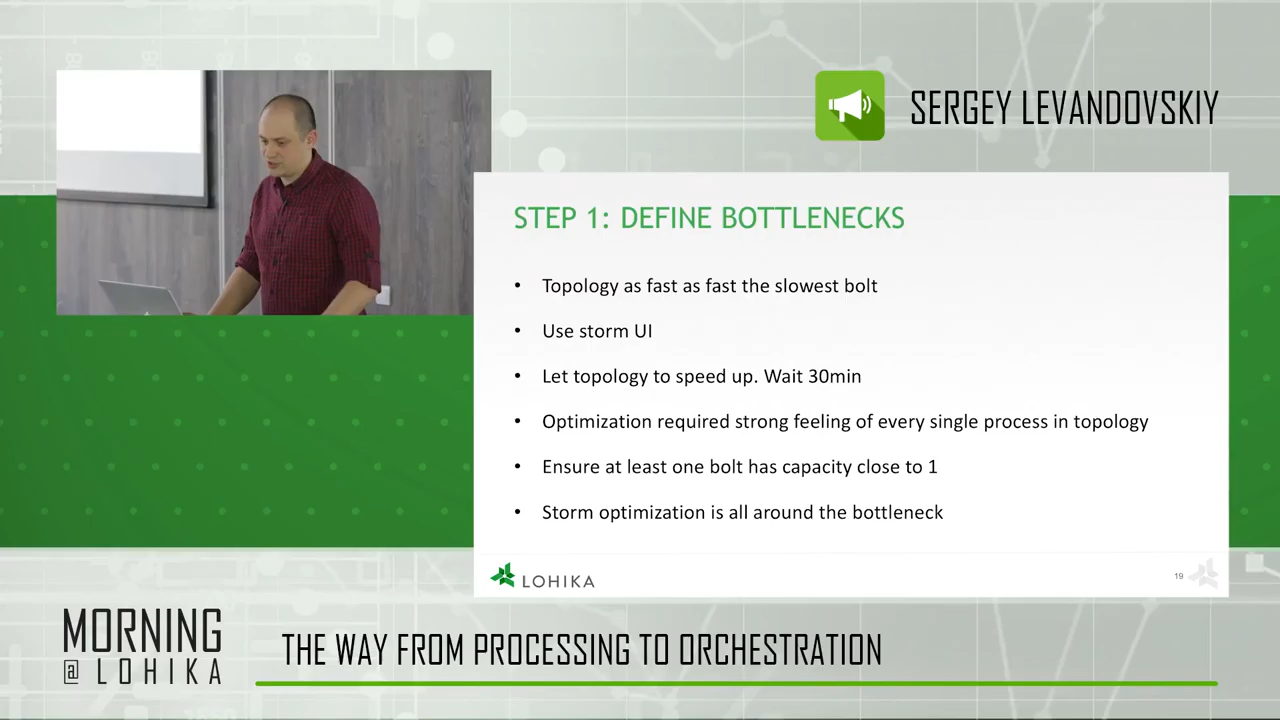 SERGEY LEVANDOVSKIY
STEP 1: DEFINE BOTTLENECKS
• Topology as fast as fast the slowest bolt
• Use storm UI
• Let topology to speed up. Wait 30min
• Optimization required strong feeling of every single process in topology
• Ensure at least one bolt has capacity close to 1
• Storm optimization is all around the bottleneck
LOHIKA
19
MORNING
@ LOHIKA
THE WAY FROM PROCESSING TO ORCHESTRATION